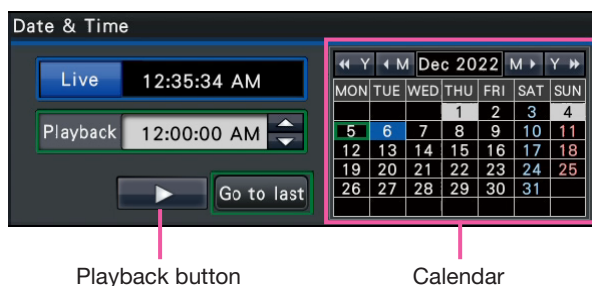 Date & Time
Live 12:35:34 AM
Playback 12:00:00 AM
Go to last
Y M Dec 2022 M Y
MON TUE WED THU FRI SAT SUN
1 2 3 4
5 6 7 8 9 10 11
12 13 14 15 16 17 18
19 20 21 22 23 24 25
26 27 28 29 30 31
Playback button
Calendar